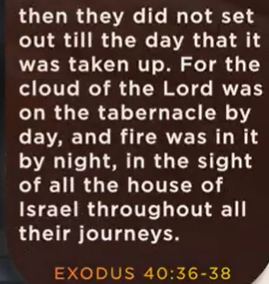 then they did not set
out till the day that it
was taken up. For the
cloud of the Lord was
on the tabernacle by
day, and fire was in it
by night, in the sight
of all the house of
Israel throughout all
their journeys.
EXODUS 40:36-38